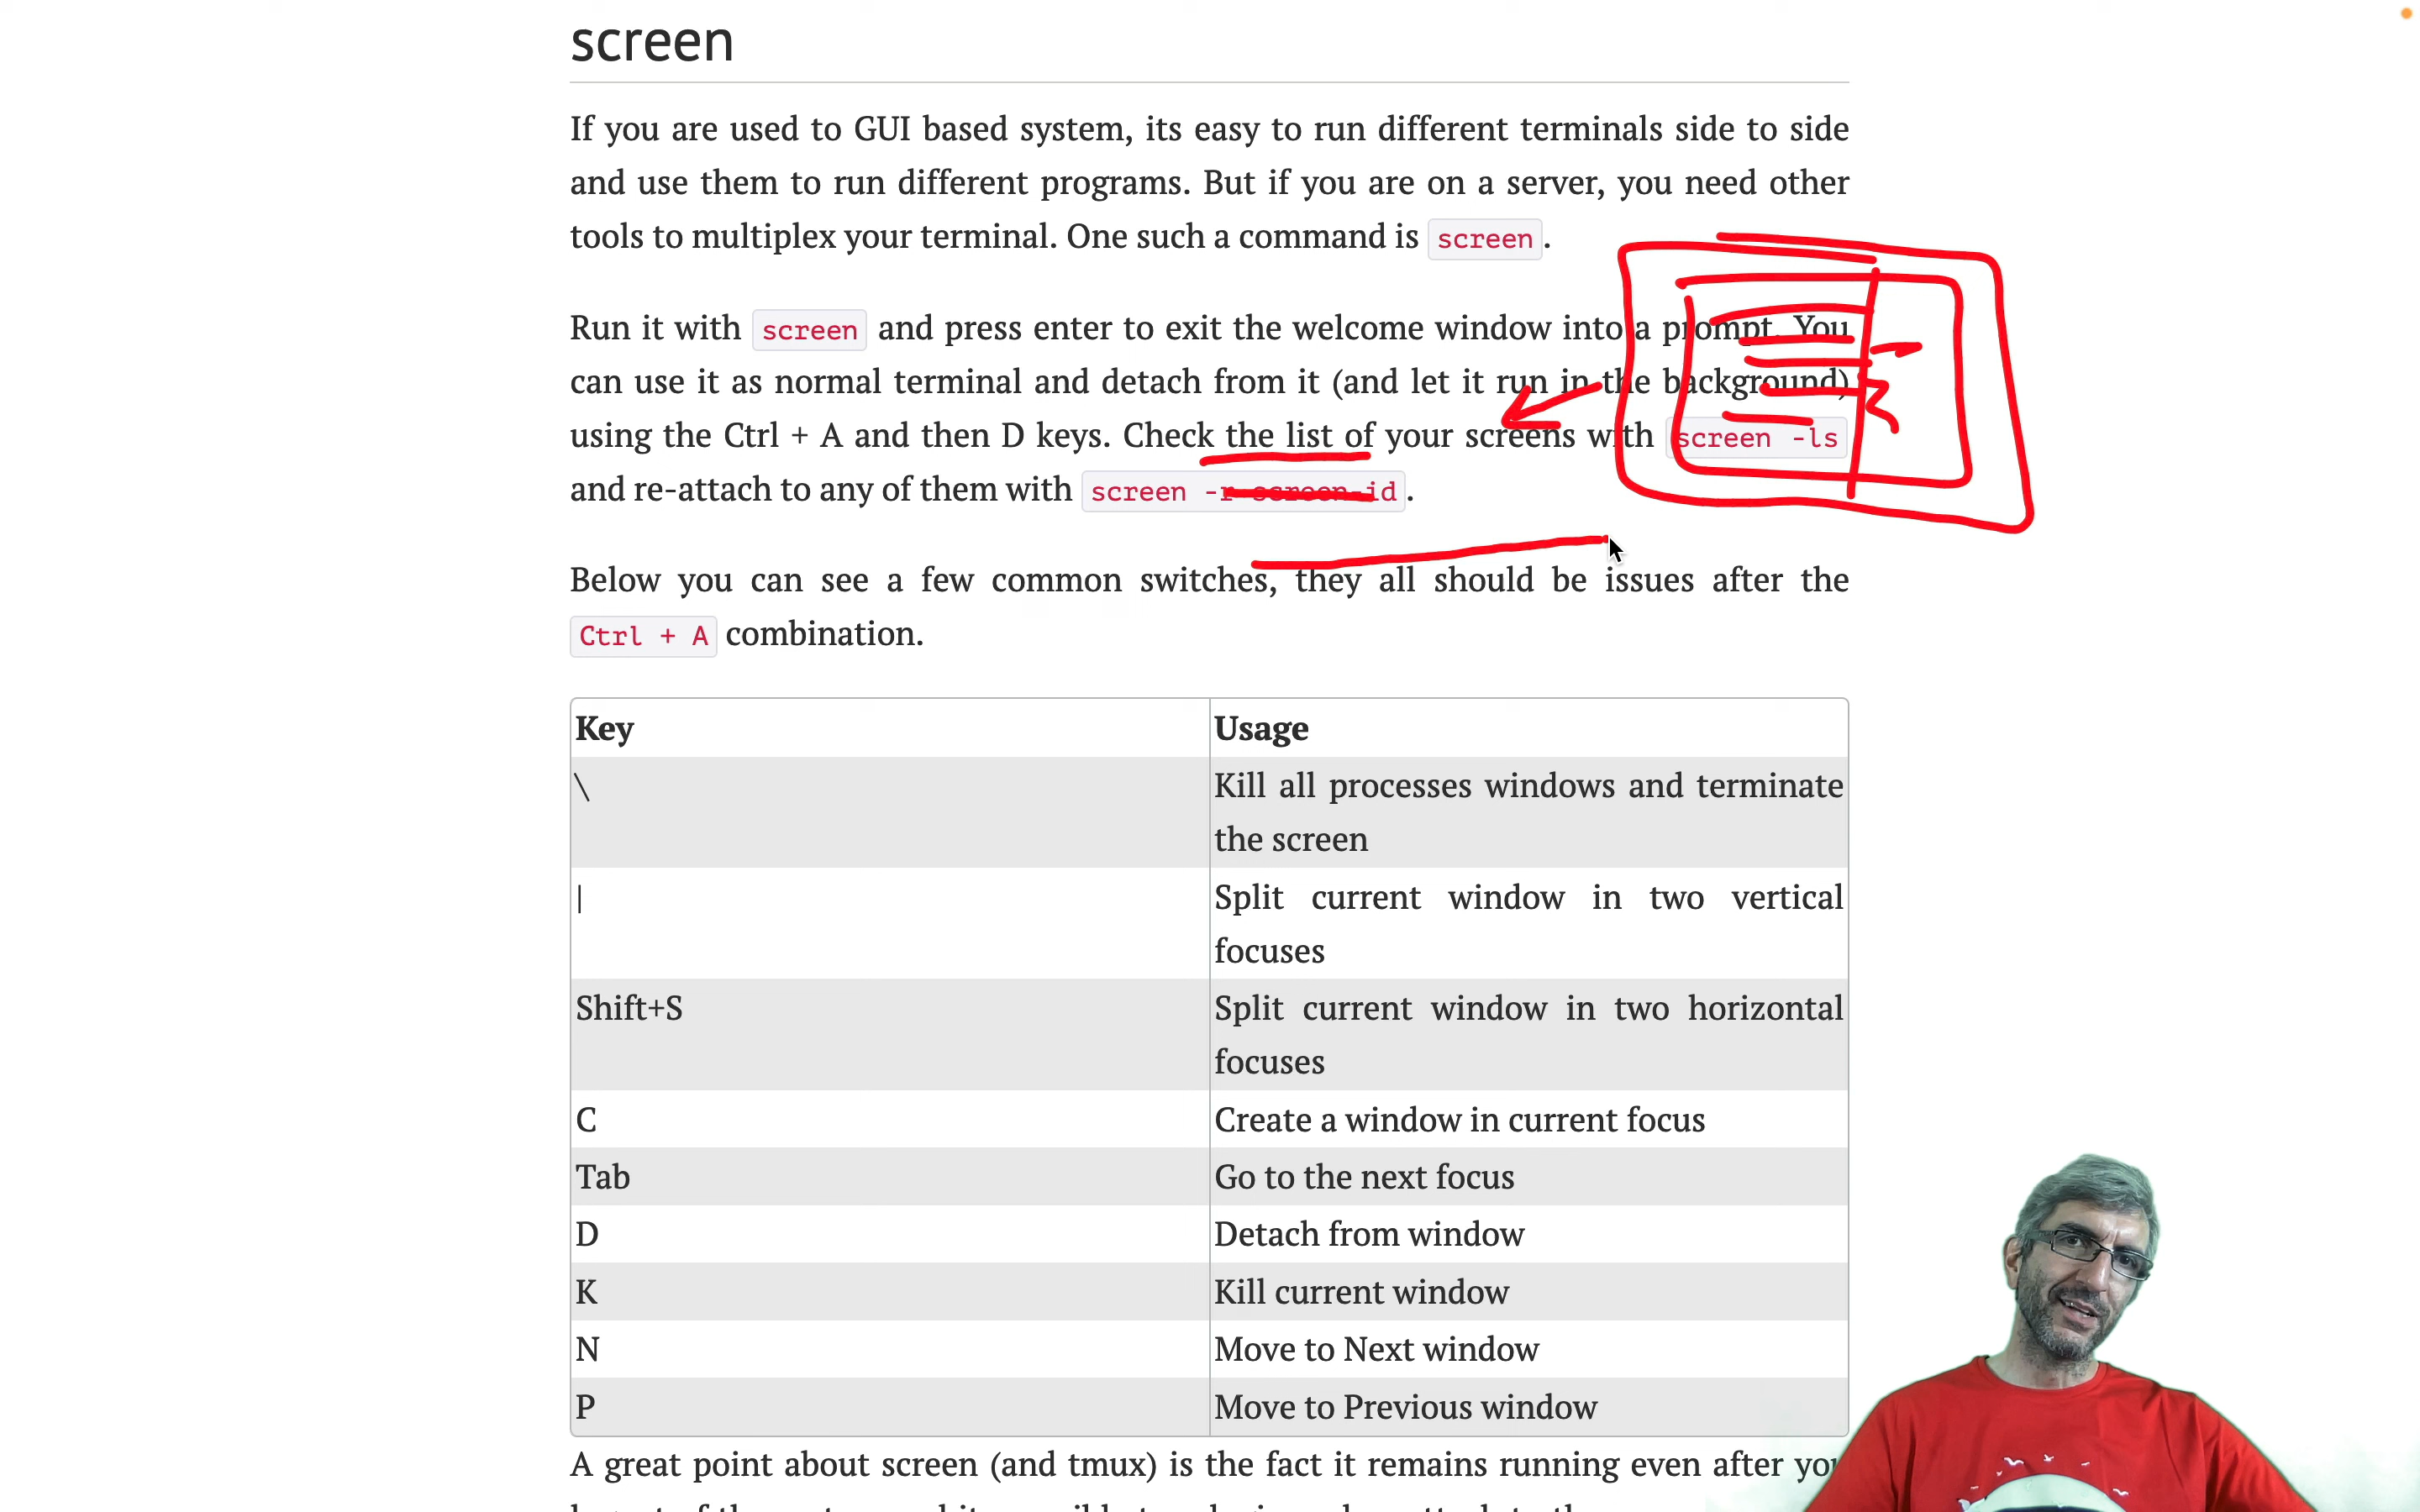 screen
If you are used to GUI based system, its easy to run different terminals side to side
and use them to run different programs. But if you are on a server, you need other
tools to multiplex your terminal. One such a command is screen.
Run it with screen and press enter to exit the welcome window into a prompt. You
can use it as normal terminal and detach from it (and let it run in the background)
using the Ctrl + A and then D keys. Check the list of your screens with screen -ls
and re-attach to any of them with screen -r screen-id.
Below you can see a few common switches, they all should be issues after the
Ctrl + A combination.
Key Usage
\ Kill all processes windows and terminate
the screen
| Split current window in two vertical
focuses
Shift+S Split current window in two horizontal
focuses
C Create a window in current focus
Tab Go to the next focus
D Detach from window
K Kill current window
N Move to Next window
P Move to Previous window
A great point about screen (and tmux) is the fact it remains running even after you